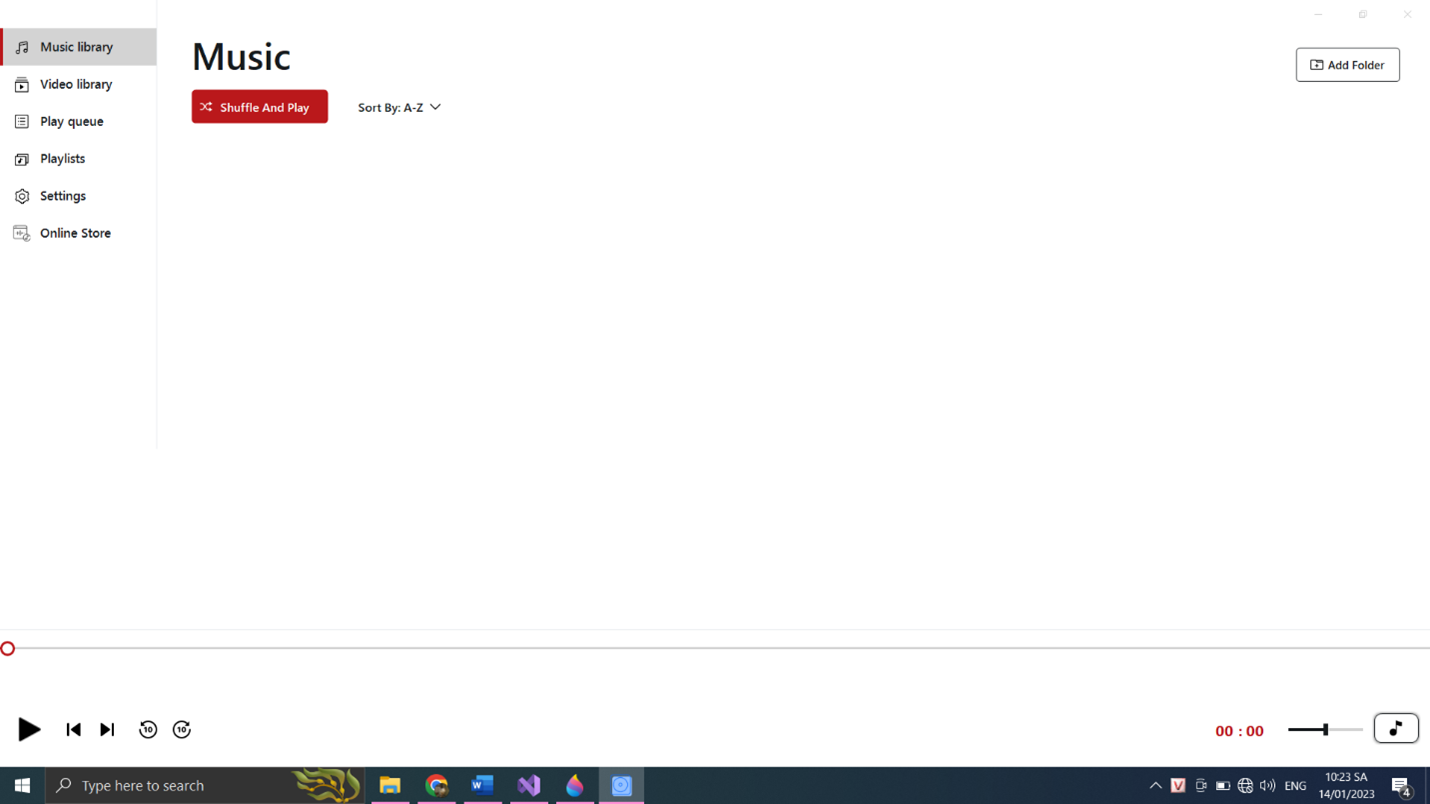 Music library
Video library
Play queue
Playlists
Settings
Online Store
Music
Add Folder
Shuffle And Play
Sort By: A-Z
10
10
00 : 00
Type here to search
W
V
ENG
10:23 SA
14/01/2023
4